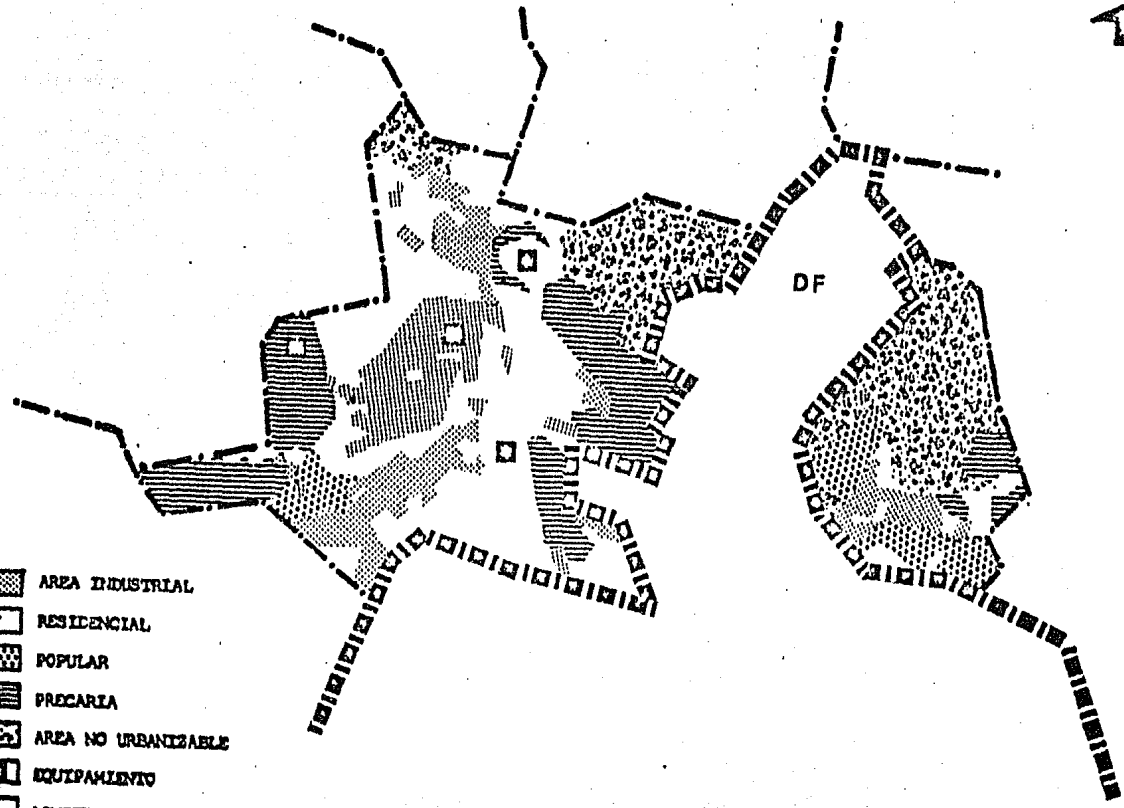 DF
AREA INDUSTRIAL
RESIDENCIAL
POPULAR
PRECARIA
AREA NO URBANIZABLE
EQUIPAMIENTO